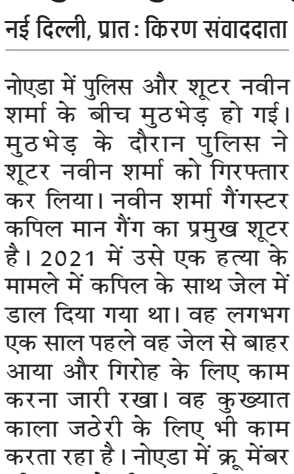 नई दिल्ली, प्रात: किरण संवाददाता
नोएडा में पुलिस और शूटर नवीन
शर्मा के बीच मुठभेड़ हो गई।
मुठभेड़ के दौरान पुलिस ने
शूटर नवीन शर्मा को गिरफ्तार
कर लिया। नवीन शर्मा गैंगस्टर
कपिल मान गैंग का प्रमुख शूटर
है। 2021 में उसे एक हत्या के
मामले में कपिल के साथ जेल में
डाल दिया गया था। वह लगभग
एक साल पहले वह जेल से बाहर
आया और गिरोह के लिए काम
करना जारी रखा। वह कुख्यात
काला जठेरी के लिए भी काम
करता रहा है। नोएडा में क्रू मेंबर